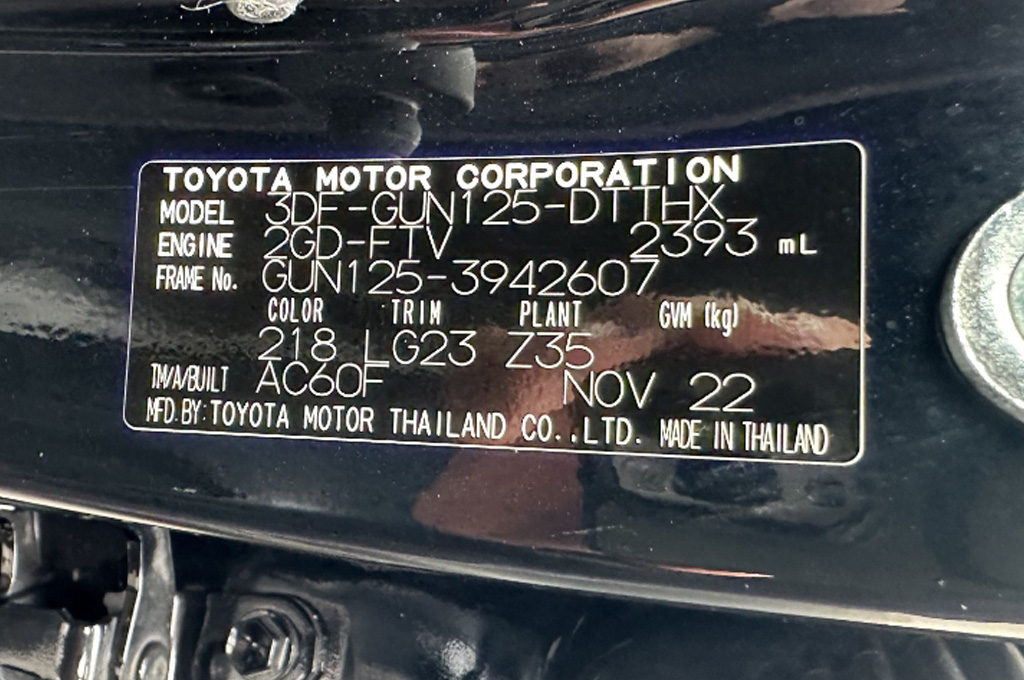 TOYOTA MOTOR CORPORATION
MODEL 3DF-GUN125-DTTHX
ENGINE 2GD-FTV 2393 mL
FRAME No. GUN125-3942607
COLOR TRIM PLANT GVM (kg)
218 LG23 Z35
TM/A/BUILT AC60F NOV 22
MFD.BY:TOYOTA MOTOR THAILAND CO.,LTD. MADE IN THAILAND